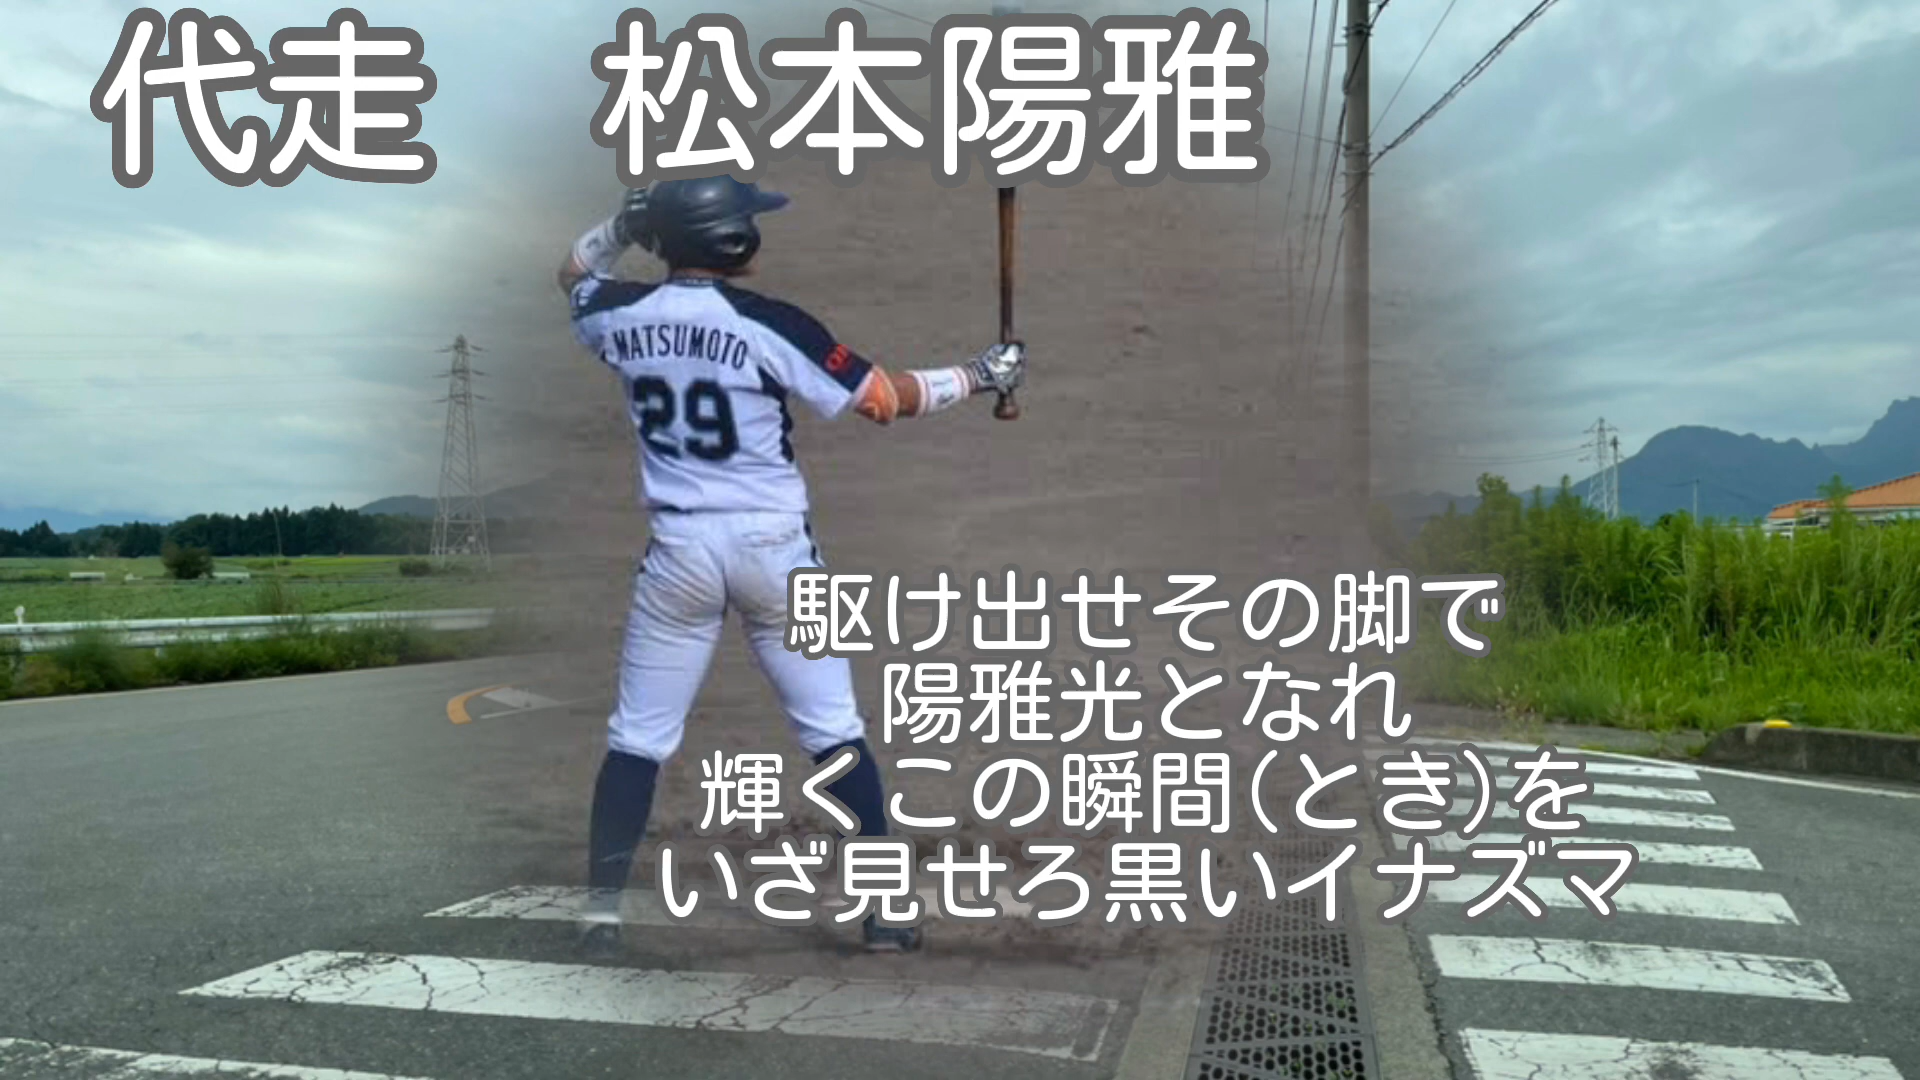 代走　松本陽雅
MATSUMOTO
29
駆け出せその脚で
陽雅光となれ
輝くこの瞬間(とき)を
いざ見せろ黒いイナズマ